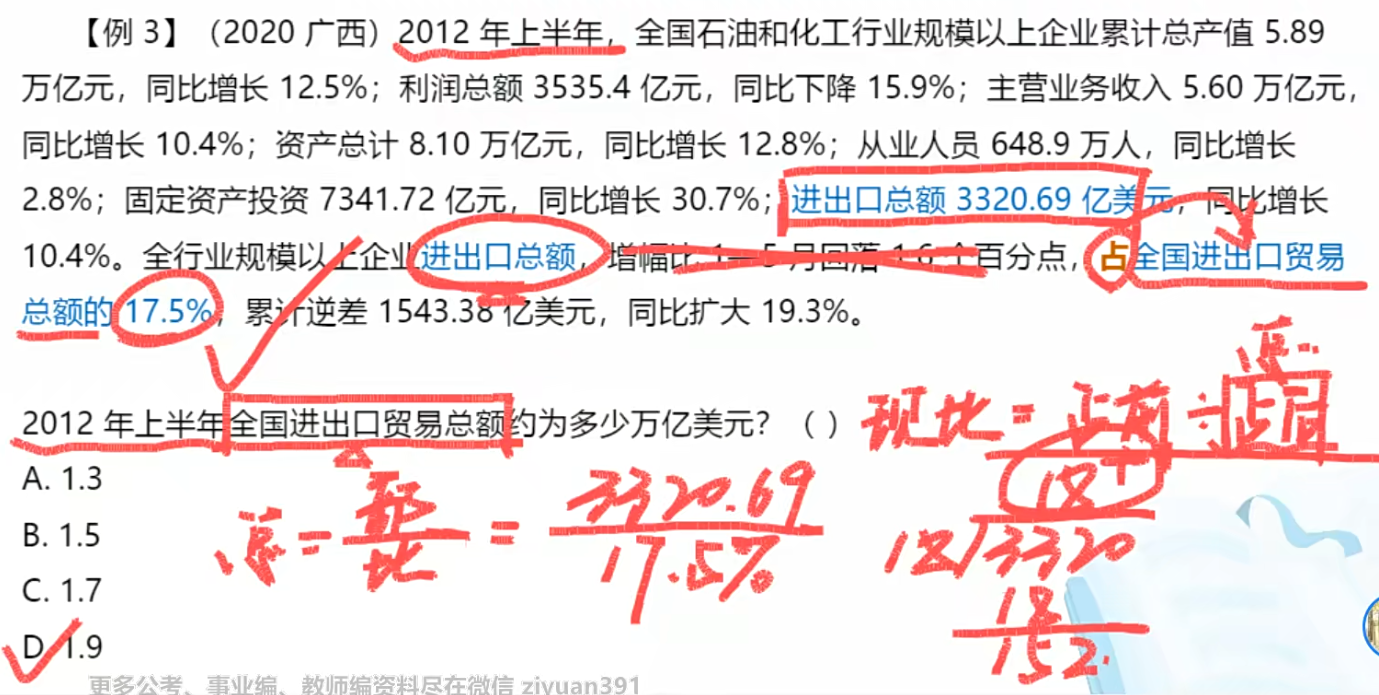 【例 3】（2020 广西）2012 年上半年，全国石油和化工行业规模以上企业累计总产值 5.89
万亿元，同比增长 12.5%；利润总额 3535.4 亿元，同比下降 15.9%；主营业务收入 5.60 万亿元，
同比增长 10.4%；资产总计 8.10 万亿元，同比增长 12.8%；从业人员 648.9 万人，同比增长
2.8%；固定资产投资 7341.72 亿元，同比增长 30.7%；进出口总额 3320.69 亿美元，同比增长
10.4%。全行业规模以上企业进出口总额，增幅比 1—5 月回落 1.6 个百分点，占全国进出口贸易
总额的 17.5%，累计逆差 1543.38 亿美元，同比扩大 19.3%。
总
2012 年上半年全国进出口贸易总额约为多少万亿美元？（ ）
现比 = 占前 ÷ 占后
A. 1.3
B. 1.5
C. 1.7
D. 1.9
总 = 部/比 = 3320.69/17.5%
18+
18)3320
18
152
更多公考、事业编、教师编资料尽在微信 ziyuan391